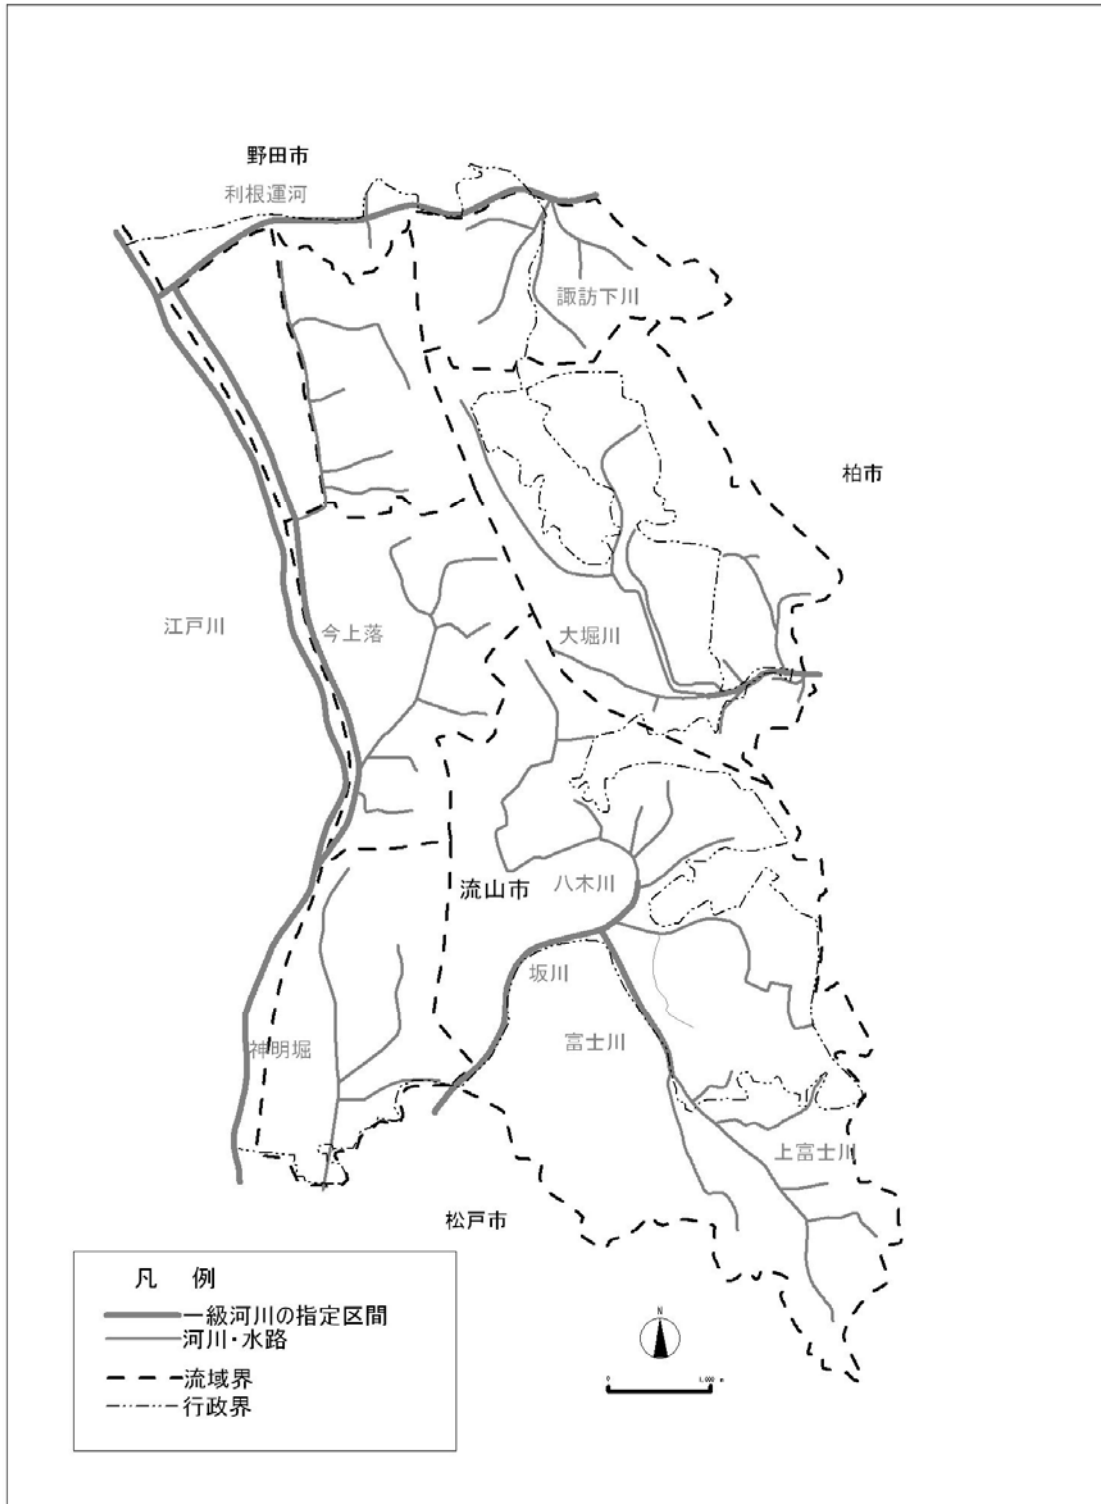 野田市
利根運河
諏訪下川
柏市
江戸川
今上落
大堀川
流山市
八木川
坂川
富士川
神明堀
上富士川
松戸市
凡 例
一級河川の指定区間
河川・水路
流域界
行政界
N
0 1,000 m